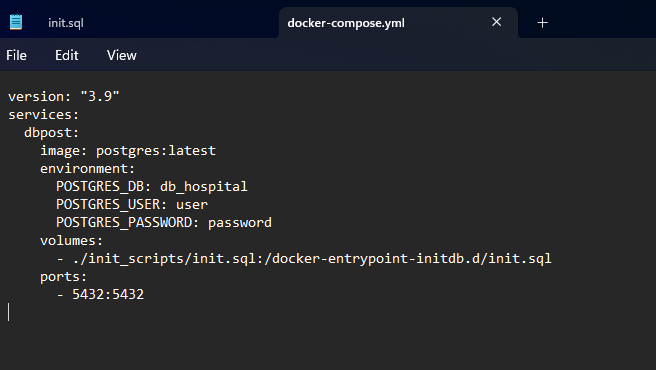 init.sql
docker-compose.yml
File Edit View
version: "3.9"
services:
  dbpost:
    image: postgres:latest
    environment:
      POSTGRES_DB: db_hospital
      POSTGRES_USER: user
      POSTGRES_PASSWORD: password
    volumes:
      - ./init_scripts/init.sql:/docker-entrypoint-initdb.d/init.sql
    ports:
      - 5432:5432